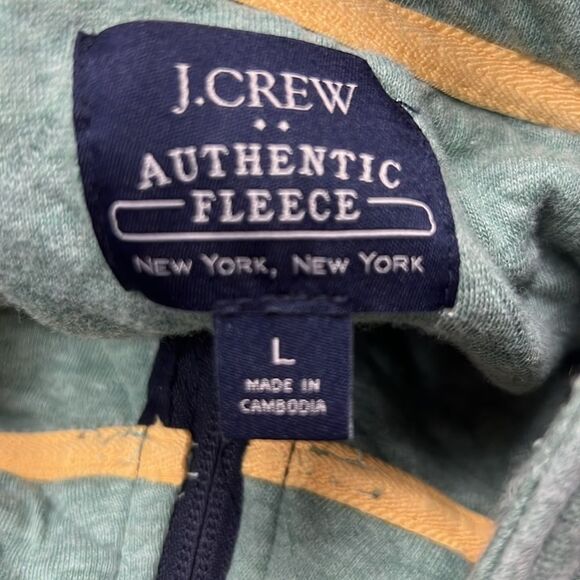 J.CREW
AUTHENTIC
FLEECE
NEW YORK, NEW YORK
L
MADE IN
CAMBODIA